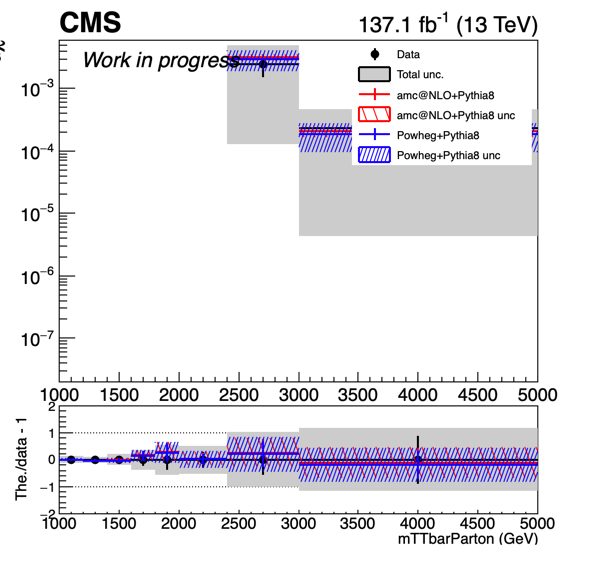 CMS 137.1 fb⁻¹ (13 TeV)
Work in progress
Data
Total unc.
amc@NLO+Pythia8
amc@NLO+Pythia8 unc
Powheg+Pythia8
Powheg+Pythia8 unc
10⁻³
10⁻⁴
10⁻⁵
10⁻⁶
10⁻⁷
1000 1500 2000 2500 3000 3500 4000 4500 5000
The./data - 1
2
1
0
−1
−2
1000 1500 2000 2500 3000 3500 4000 4500 5000
mTTbarParton (GeV)